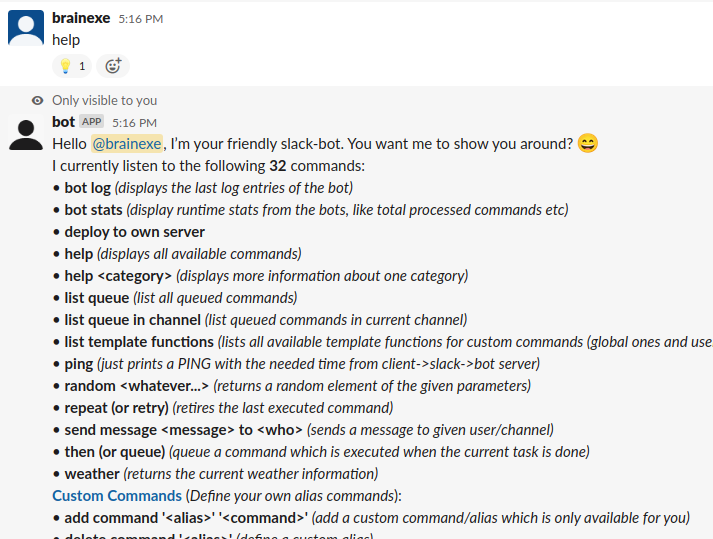 brainexe 5:16 PM
help
1
Only visible to you
bot APP 5:16 PM
Hello @brainexe, I’m your friendly slack-bot. You want me to show you around?
I currently listen to the following 32 commands:
• bot log (displays the last log entries of the bot)
• bot stats (display runtime stats from the bots, like total processed commands etc)
• deploy to own server
• help (displays all available commands)
• help <category> (displays more information about one category)
• list queue (list all queued commands)
• list queue in channel (list queued commands in current channel)
• list template functions (lists all available template functions for custom commands (global ones and use
• ping (just prints a PING with the needed time from client->slack->bot server)
• random <whatever...> (returns a random element of the given parameters)
• repeat (or retry) (retires the last executed command)
• send message <message> to <who> (sends a message to given user/channel)
• then (or queue) (queue a command which is executed when the current task is done)
• weather (returns the current weather information)
Custom Commands (Define your own alias commands):
• add command '<alias>' '<command>' (add a custom command/alias which is only available for you)
• delete command '<alias>' (define a custom alias)